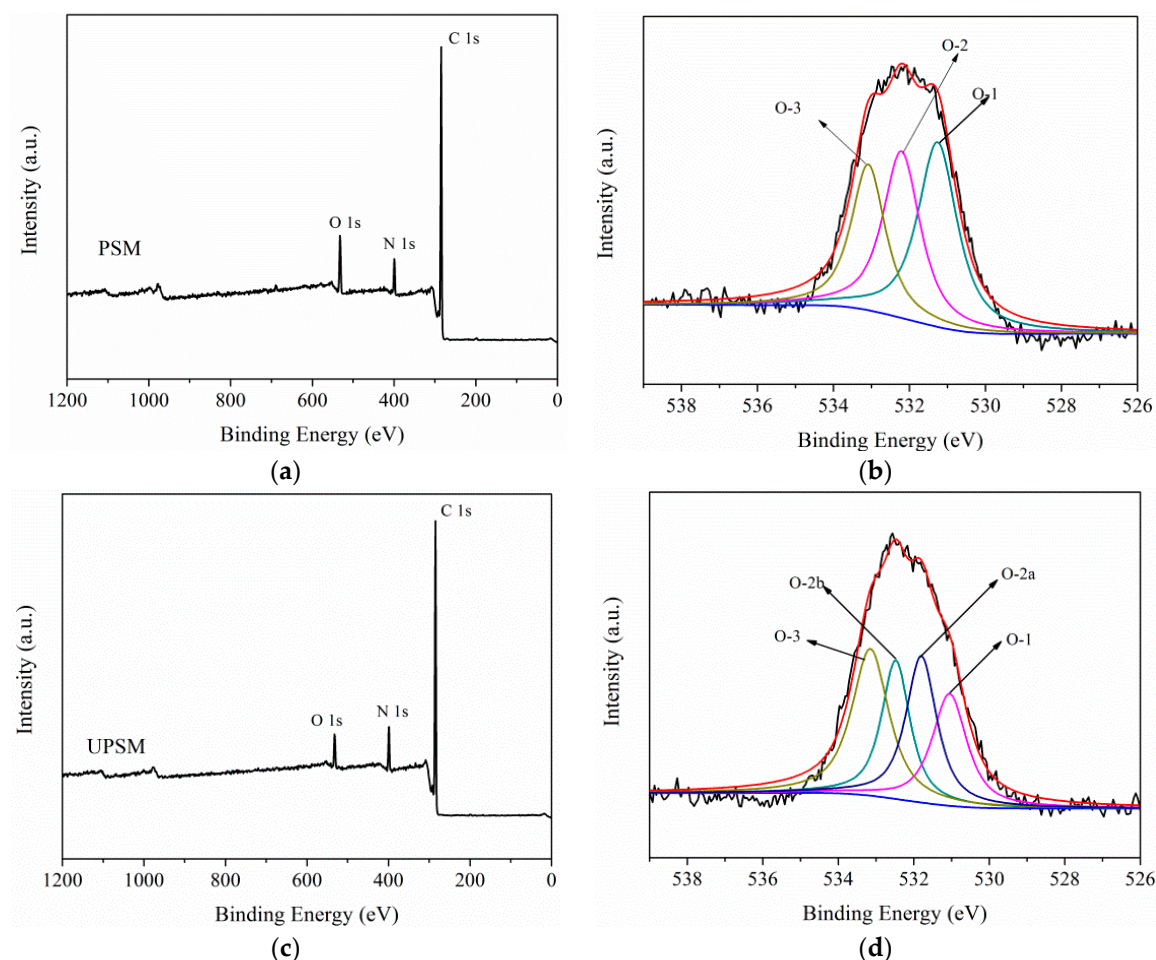 C 1s
O 1s
N 1s
PSM
Intensity (a.u.)
1200 1000 800 600 400 200 0
Binding Energy (eV)
(a)
O-2
O-1
O-3
Intensity (a.u.)
538 536 534 532 530 528 526
Binding Energy (eV)
(b)
C 1s
O 1s
N 1s
UPSM
Intensity (a.u.)
1200 1000 800 600 400 200 0
Binding Energy (eV)
(c)
O-2b
O-2a
O-3
O-1
Intensity (a.u.)
538 536 534 532 530 528 526
Binding Energy (eV)
(d)